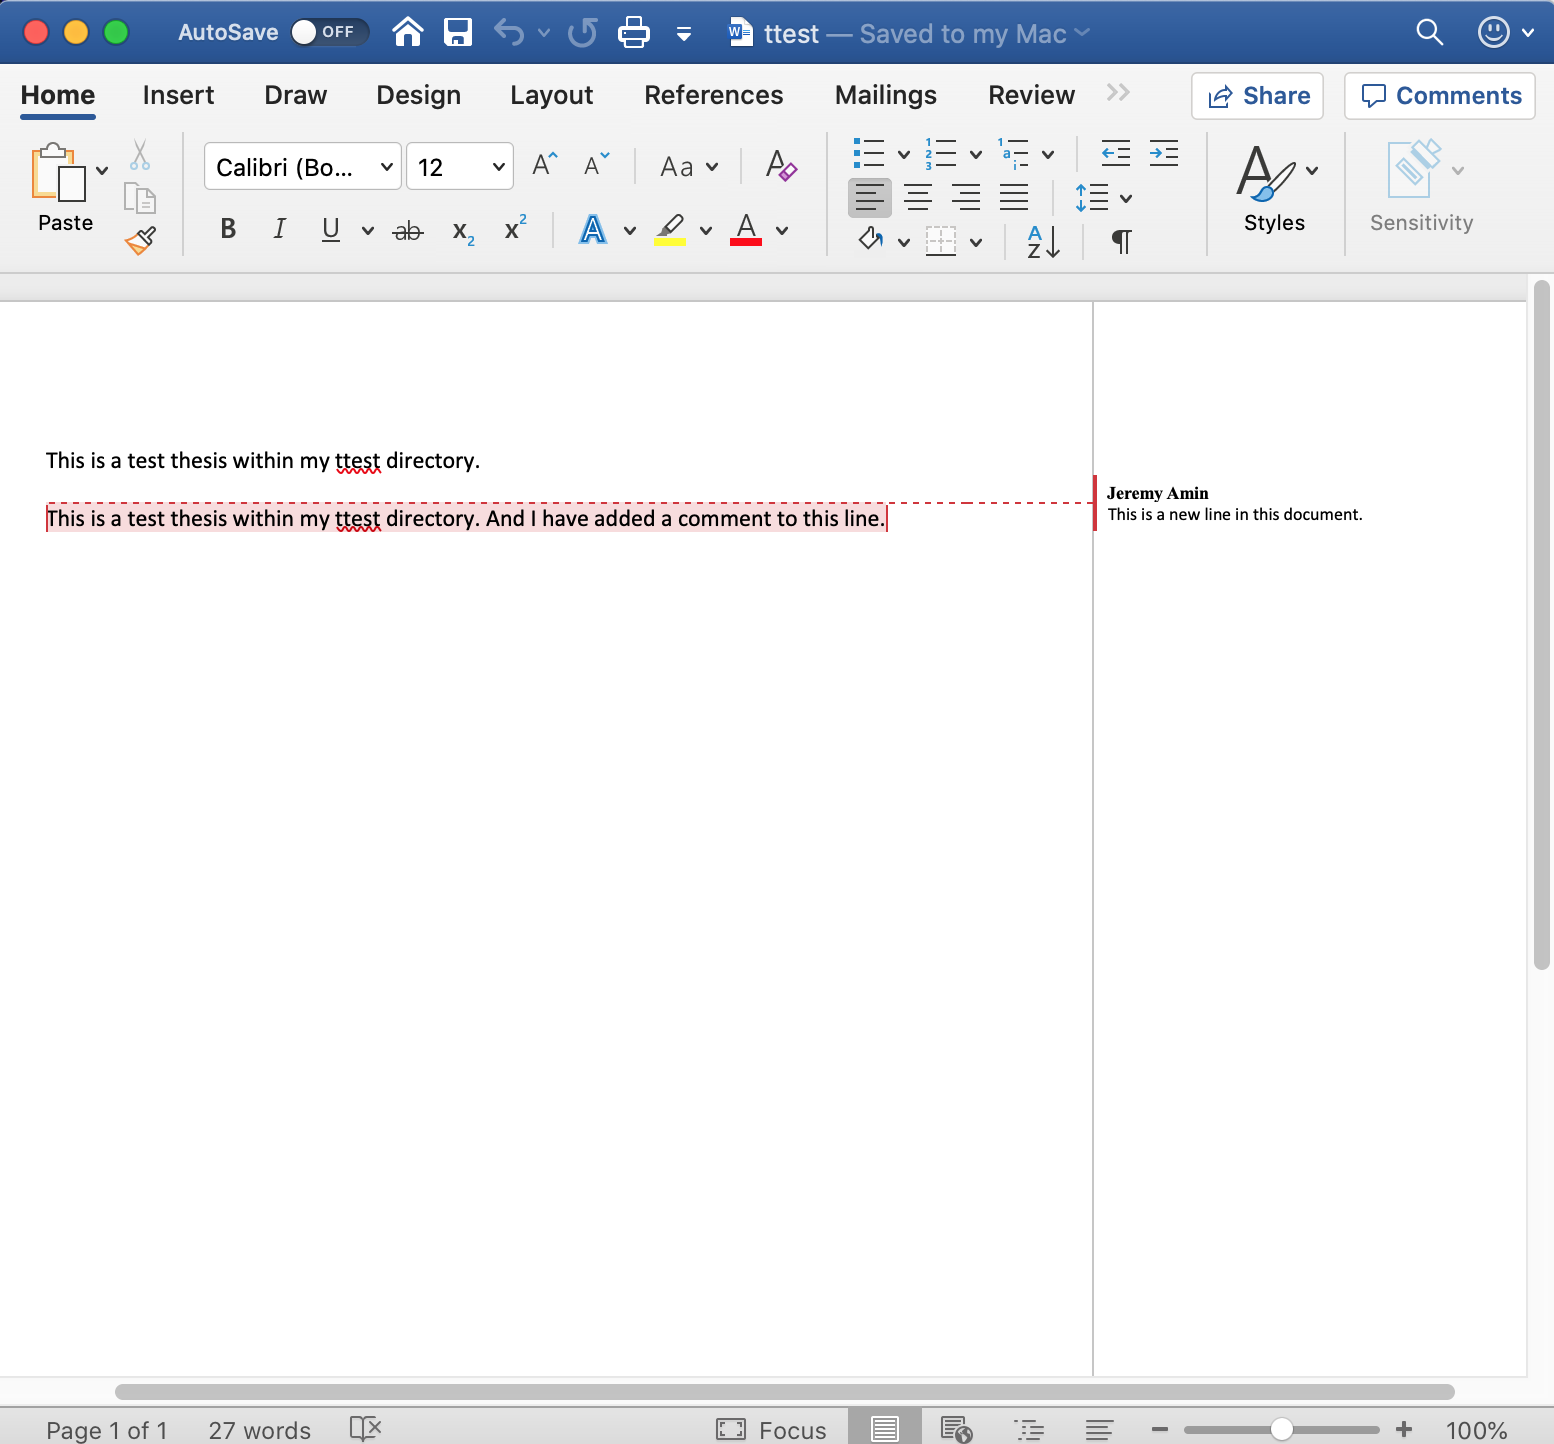 AutoSave OFF ttest — Saved to my Mac
Home Insert Draw Design Layout References Mailings Review Share Comments
Paste Calibri (Bo... 12 Aa Styles Sensitivity
B I U ab x2 x2 A A A Z
This is a test thesis within my ttest directory.
This is a test thesis within my ttest directory. And I have added a comment to this line.
Jeremy Amin
This is a new line in this document.
Page 1 of 1 27 words Focus 100%